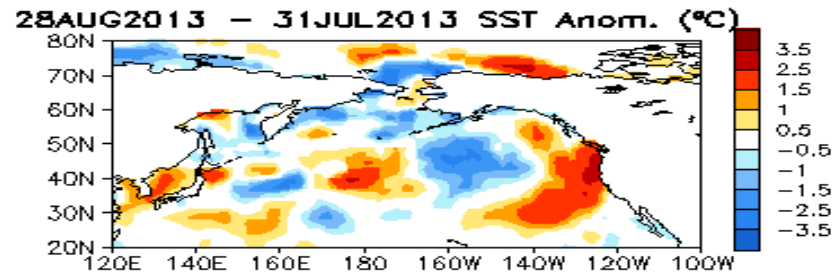 28AUG2013 – 31JUL2013 SST Anom. (°C)
80N
70N
60N
50N
40N
30N
20N
120E 140E 160E 180 160W 140W 120W 100W
3.5
2.5
1.5
1
0.5
-0.5
-1
-1.5
-2.5
-3.5